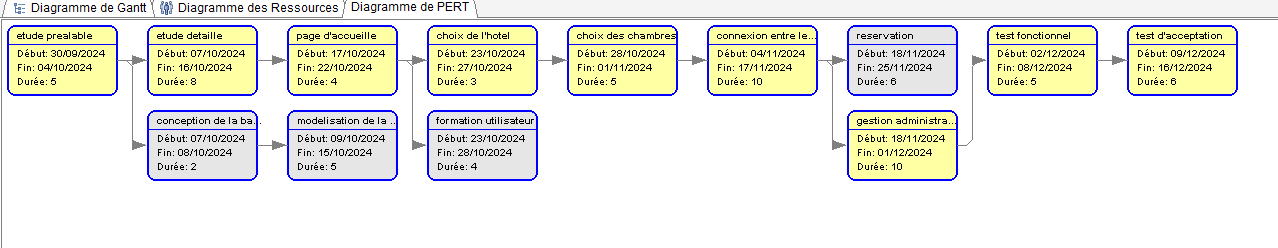 Diagramme de Gantt
Diagramme des Ressources
Diagramme de PERT
etude prealable
Début: 30/09/2024
Fin: 04/10/2024
Durée: 5
etude detaille
Début: 07/10/2024
Fin: 16/10/2024
Durée: 8
page d'accueille
Début: 17/10/2024
Fin: 22/10/2024
Durée: 4
choix de l'hotel
Début: 23/10/2024
Fin: 27/10/2024
Durée: 3
choix des chambres
Début: 28/10/2024
Fin: 01/11/2024
Durée: 5
connexion entre le...
Début: 04/11/2024
Fin: 17/11/2024
Durée: 10
reservation
Début: 18/11/2024
Fin: 25/11/2024
Durée: 6
test fonctionnel
Début: 02/12/2024
Fin: 08/12/2024
Durée: 5
test d'acceptation
Début: 09/12/2024
Fin: 16/12/2024
Durée: 6
conception de la ba...
Début: 07/10/2024
Fin: 08/10/2024
Durée: 2
modelisation de la ...
Début: 09/10/2024
Fin: 15/10/2024
Durée: 5
formation utilisateur
Début: 23/10/2024
Fin: 28/10/2024
Durée: 4
gestion administra...
Début: 18/11/2024
Fin: 01/12/2024
Durée: 10